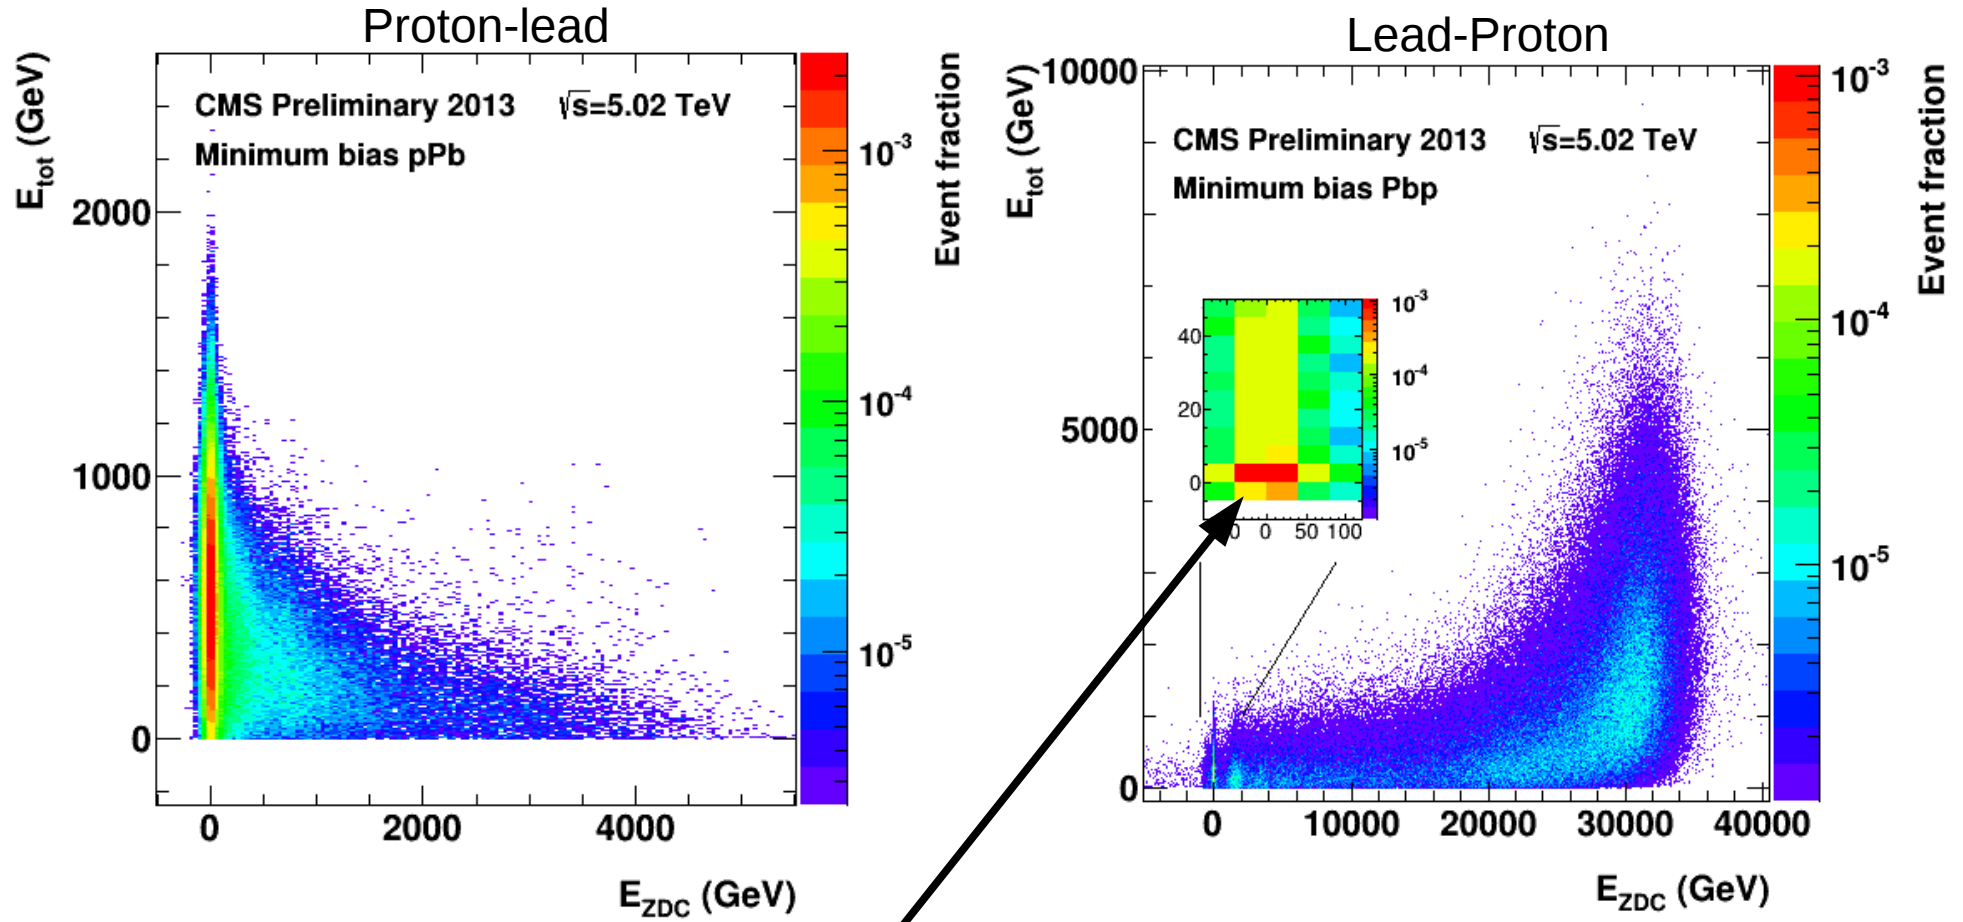 Proton-lead
E_tot (GeV)
CMS Preliminary 2013 √s=5.02 TeV
Minimum bias pPb
2000
1000
0
0 2000 4000
E_ZDC (GeV)
10^-3
10^-4
10^-5
Event fraction
Lead-Proton
E_tot (GeV)
10000
CMS Preliminary 2013 √s=5.02 TeV
Minimum bias Pbp
5000
0
40
20
0
0 50 100
10^-3
10^-4
10^-5
0 10000 20000 30000 40000
E_ZDC (GeV)
10^-3
10^-4
10^-5
Event fraction